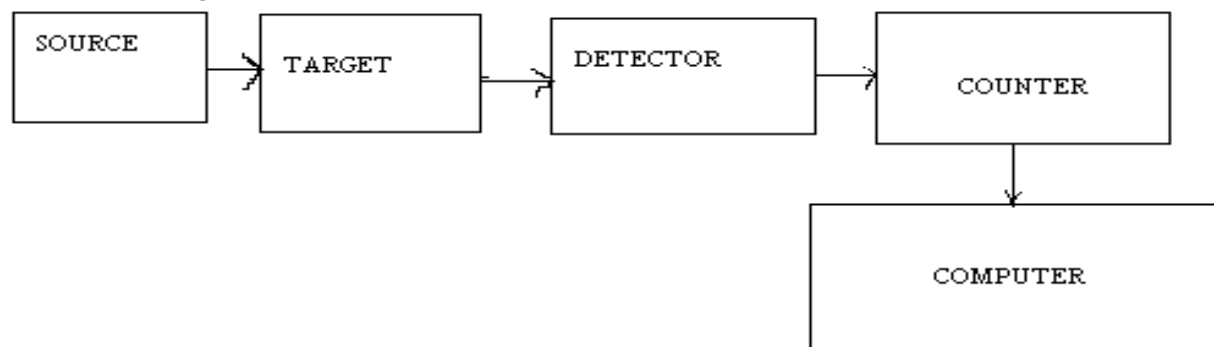 SOURCE
TARGET
DETECTOR
COUNTER
COMPUTER